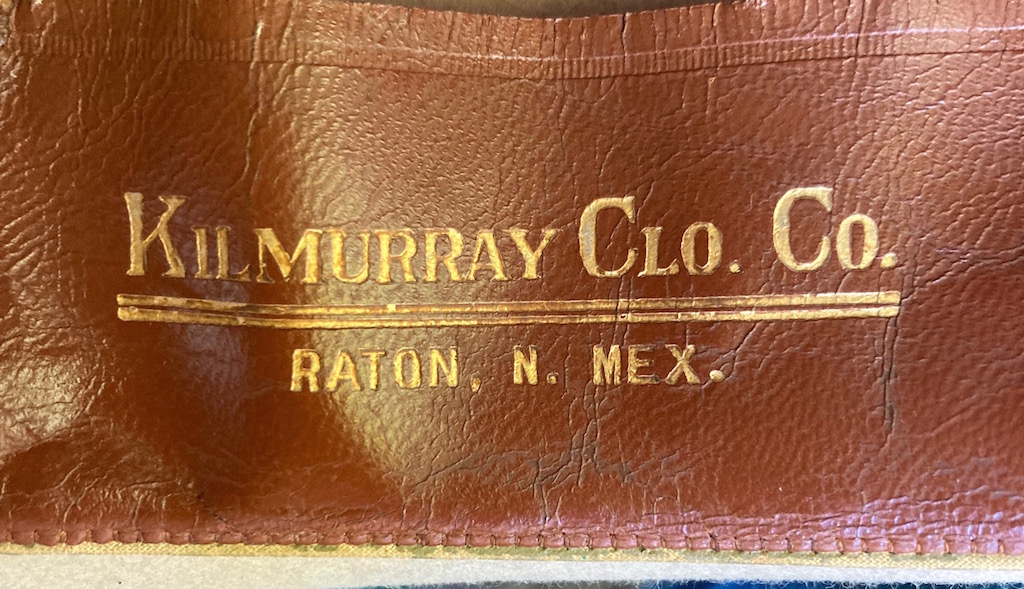 KILMURRAY CLO. CO.
RATON, N. MEX.